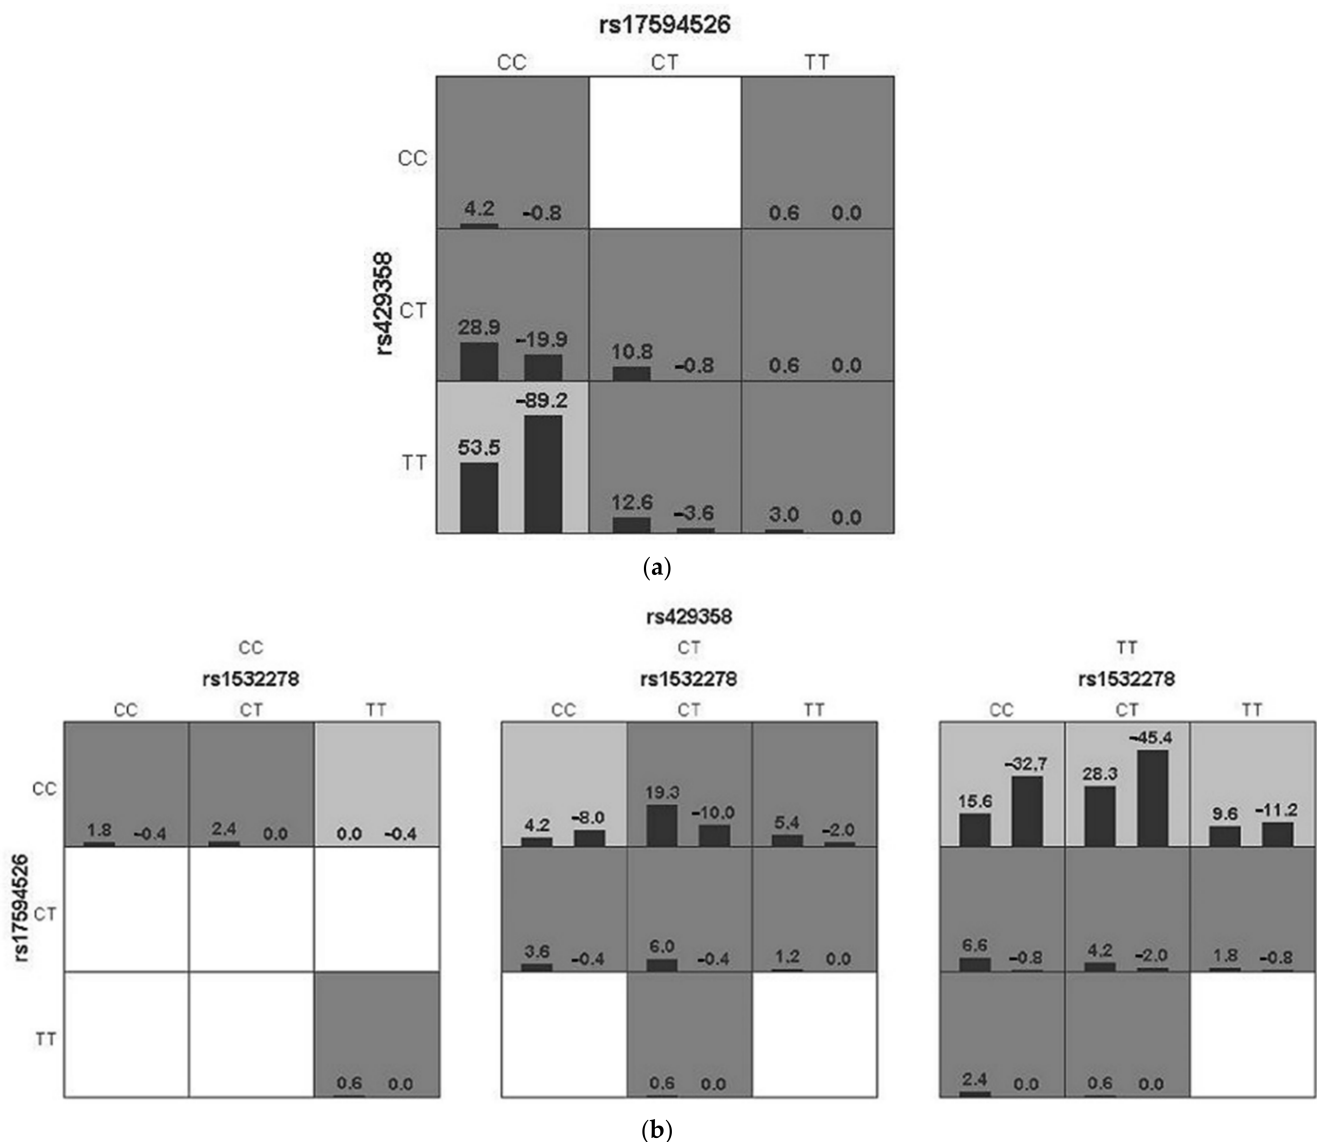 rs17594526
CC CT TT
CC
4.2 -0.8 0.6 0.0
rs429358
CT
28.9 -19.9 10.8 -0.8 0.6 0.0
TT
53.5 -89.2 12.6 -3.6 3.0 0.0
(a)
rs429358
CC CT TT
rs1532278 rs1532278 rs1532278
CC CT TT CC CT TT CC CT TT
CC
1.8 -0.4 2.4 0.0 0.0 -0.4 4.2 -8.0 19.3 -10.0 5.4 -2.0 15.6 -32.7 28.3 -45.4 9.6 -11.2
rs17594526
CT
3.6 -0.4 6.0 -0.4 1.2 0.0 6.6 -0.8 4.2 -2.0 1.8 -0.8
TT
0.6 0.0 0.6 0.0 2.4 0.0 0.6 0.0
(b)